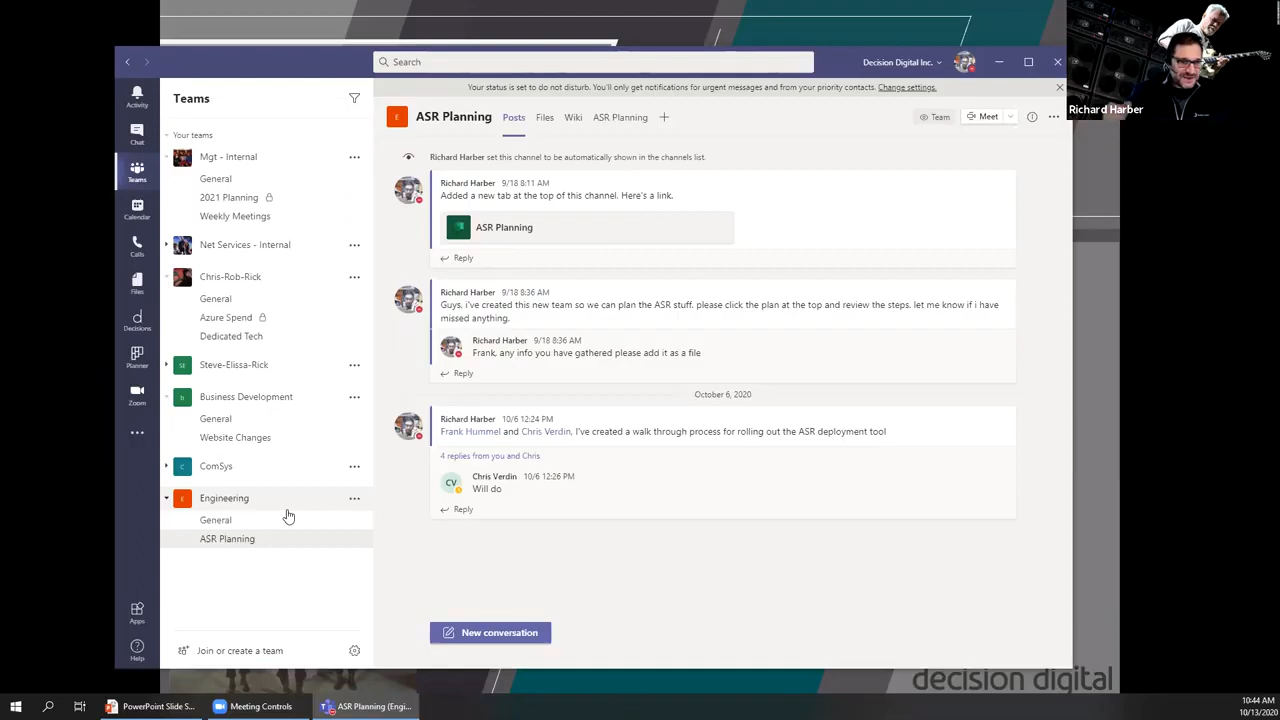 Search
Decision Digital Inc.
Richard Harber
Activity
Chat
Teams
Calendar
Calls
Files
Decisions
Planner
Zoom
Apps
Help
Teams
Your teams
Mgt - Internal
General
2021 Planning
Weekly Meetings
Net Services - Internal
Chris-Rob-Rick
General
Azure Spend
Dedicated Tech
SE
Steve-Elissa-Rick
Business Development
General
Website Changes
C
ComSys
E
Engineering
General
ASR Planning
Join or create a team
Your status is set to do not disturb. You'll only get notifications for urgent messages and from your priority contacts. Change settings.
E
ASR Planning
Posts
Files
Wiki
ASR Planning
Team
Meet
Richard Harber set this channel to be automatically shown in the channels list.
Richard Harber 9/18 8:11 AM
Added a new tab at the top of this channel. Here's a link.
ASR Planning
Reply
Richard Harber 9/18 8:36 AM
Guys, i've created this new team so we can plan the ASR stuff. please click the plan at the top and review the steps. let me know if i have
missed anything.
Richard Harber 9/18 8:36 AM
Frank, any info you have gathered please add it as a file
Reply
October 6, 2020
Richard Harber 10/6 12:24 PM
Frank Hummel and Chris Verdin, I've created a walk through process for rolling out the ASR deployment tool
4 replies from you and Chris
CV
Chris Verdin 10/6 12:26 PM
Will do
Reply
New conversation
decision digital
PowerPoint Slide S...
Meeting Controls
ASR Planning (Engi...
10:44 AM
10/13/2020